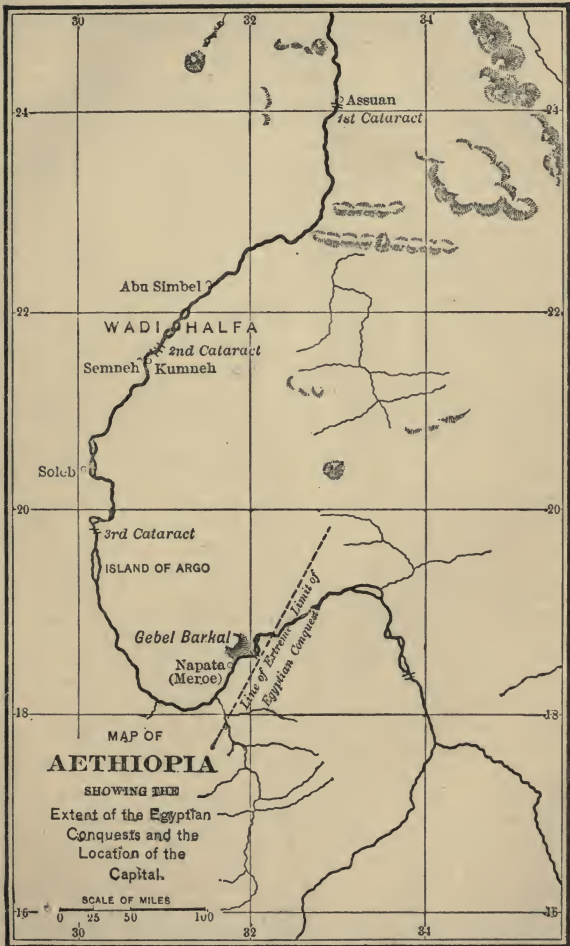 30 32 34
24 24
Assuan
1st Cataract
Abu Simbel
22 22
WADI HALFA
2nd Cataract
Semneh Kumneh
Soleb
20 20
3rd Cataract
ISLAND OF ARGO
Line of Extreme Limit of
Egyptian Conquest
Gebel Barkal
Napata
(Meroe)
18 18
MAP OF
AETHIOPIA
SHOWING THE
Extent of the Egyptian
Conquests and the
Location of the
Capital.
SCALE OF MILES
0 25 50 100
16 16
30 32 34